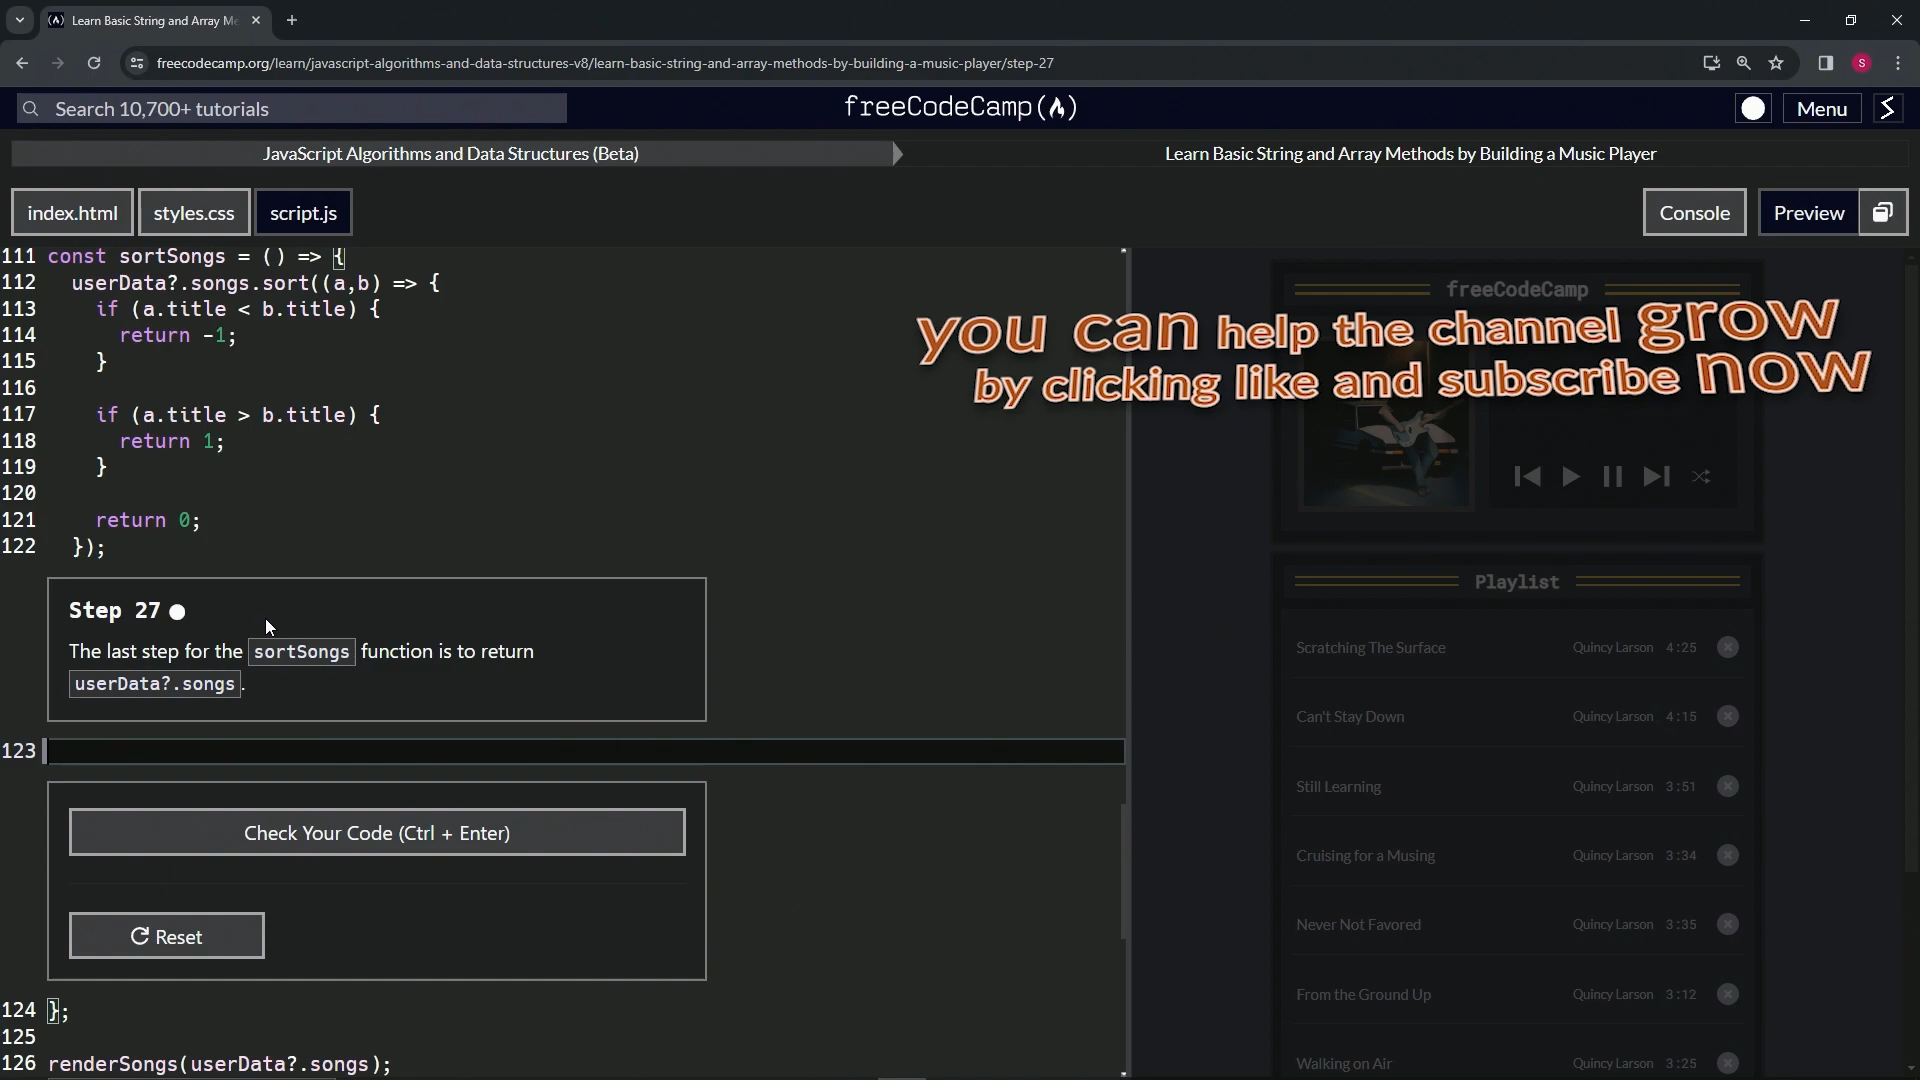 Learn Basic String and Array Me
freecodecamp.org/learn/javascript-algorithms-and-data-structures-v8/learn-basic-string-and-array-methods-by-building-a-music-player/step-27
S
Search 10,700+ tutorials
freeCodeCamp
Menu
JavaScript Algorithms and Data Structures (Beta)
Learn Basic String and Array Methods by Building a Music Player
index.html
styles.css
script.js
Console
Preview
111 const sortSongs = () => {
112 userData?.songs.sort((a,b) => {
113 if (a.title < b.title) {
114 return -1;
115 }
116
117 if (a.title > b.title) {
118 return 1;
119 }
120
121 return 0;
122 });
Step 27
The last step for the sortSongs function is to return
userData?.songs.
123
Check Your Code (Ctrl + Enter)
Reset
124 };
125
126 renderSongs(userData?.songs);
freeCodeCamp
you can help the channel grow
by clicking like and subscribe now
Playlist
Scratching The Surface Quincy Larson 4:25
Can't Stay Down Quincy Larson 4:15
Still Learning Quincy Larson 3:51
Cruising for a Musing Quincy Larson 3:34
Never Not Favored Quincy Larson 3:35
From the Ground Up Quincy Larson 3:12
Walking on Air Quincy Larson 3:25